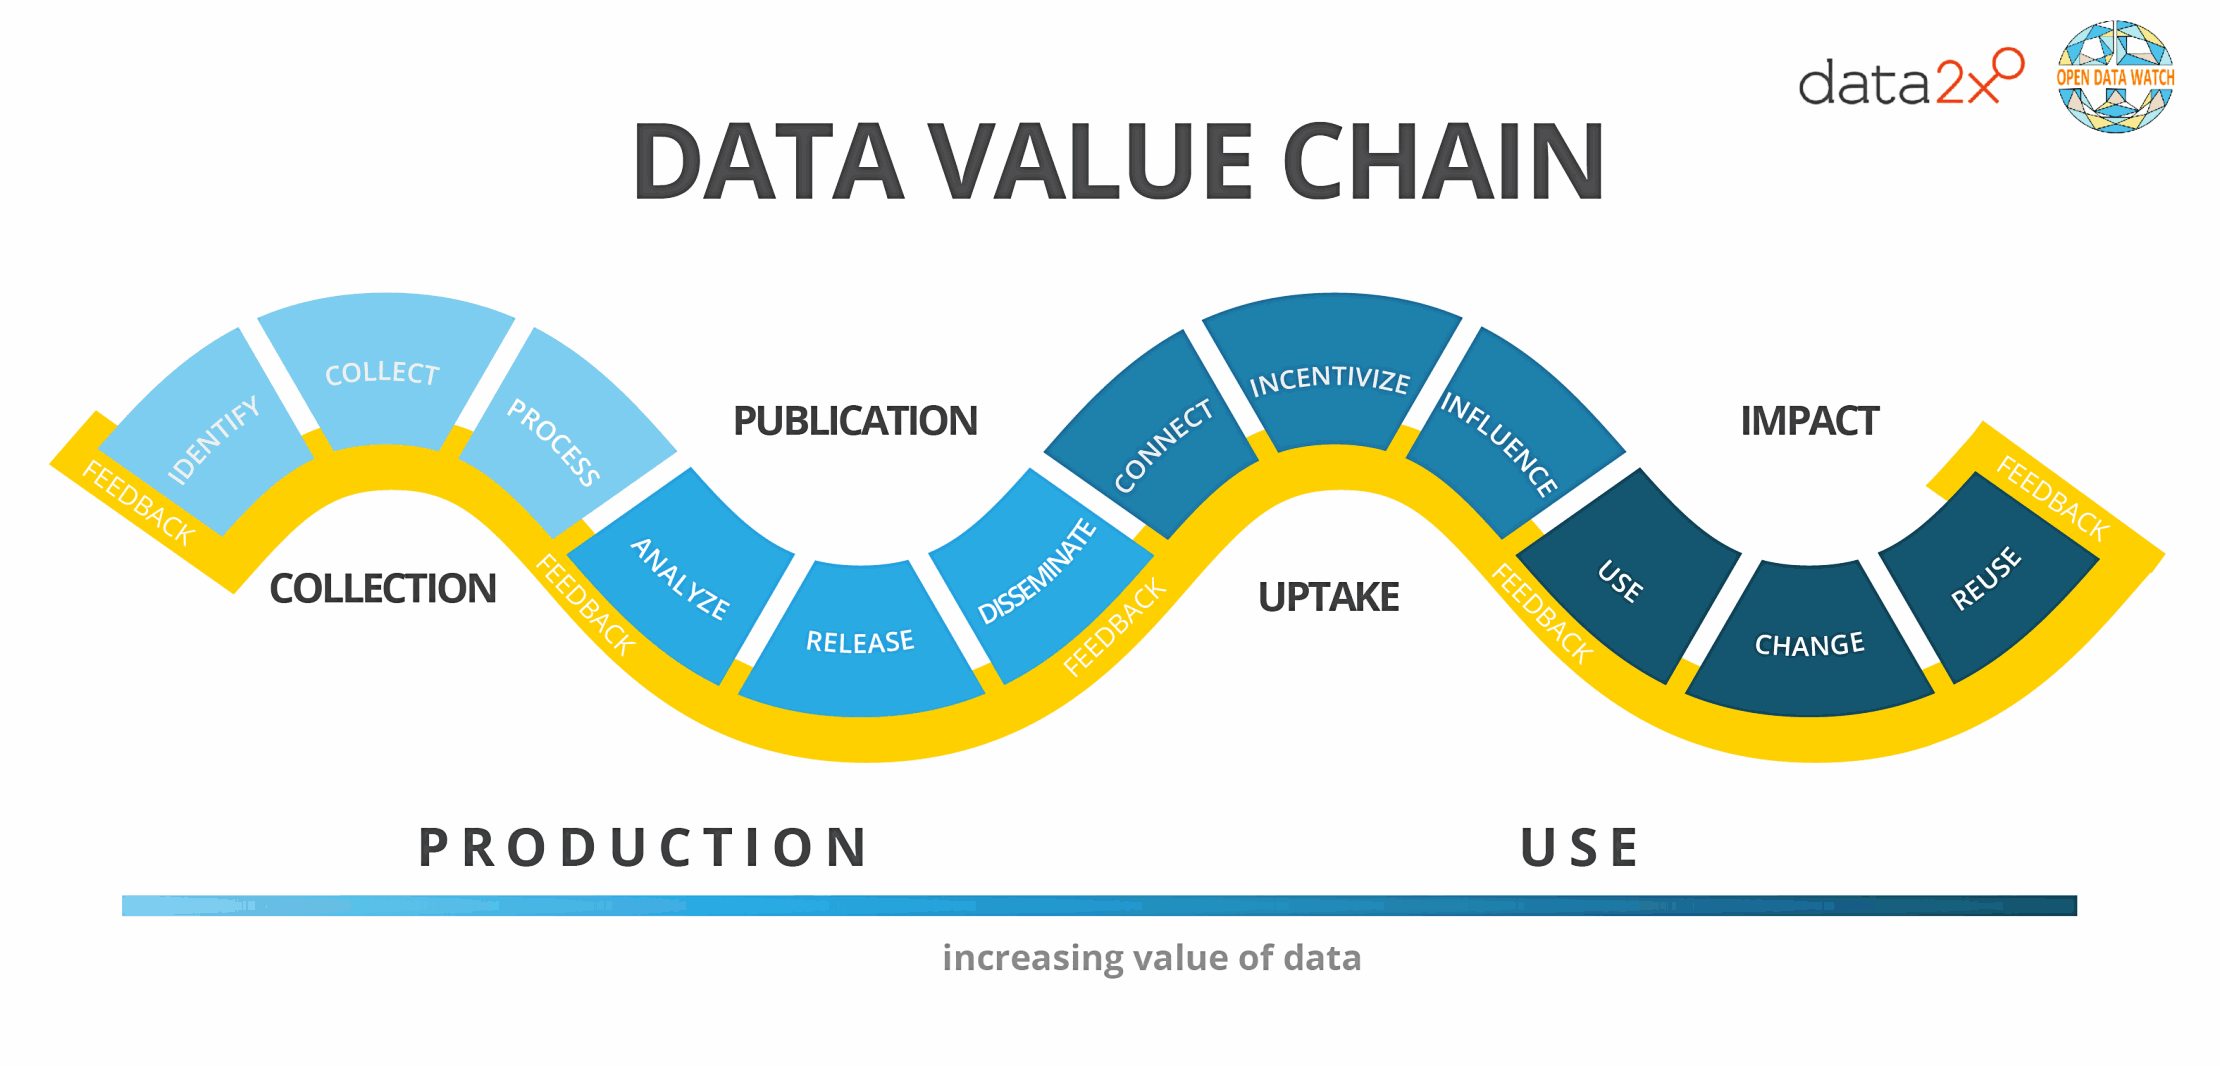 data2x
OPEN DATA WATCH
DATA VALUE CHAIN
IDENTIFY
COLLECT
PROCESS
FEEDBACK
COLLECTION
PUBLICATION
ANALYZE
RELEASE
DISSEMINATE
FEEDBACK
FEEDBACK
CONNECT
INCENTIVIZE
INFLUENCE
UPTAKE
IMPACT
FEEDBACK
USE
CHANGE
REUSE
FEEDBACK
PRODUCTION
USE
increasing value of data